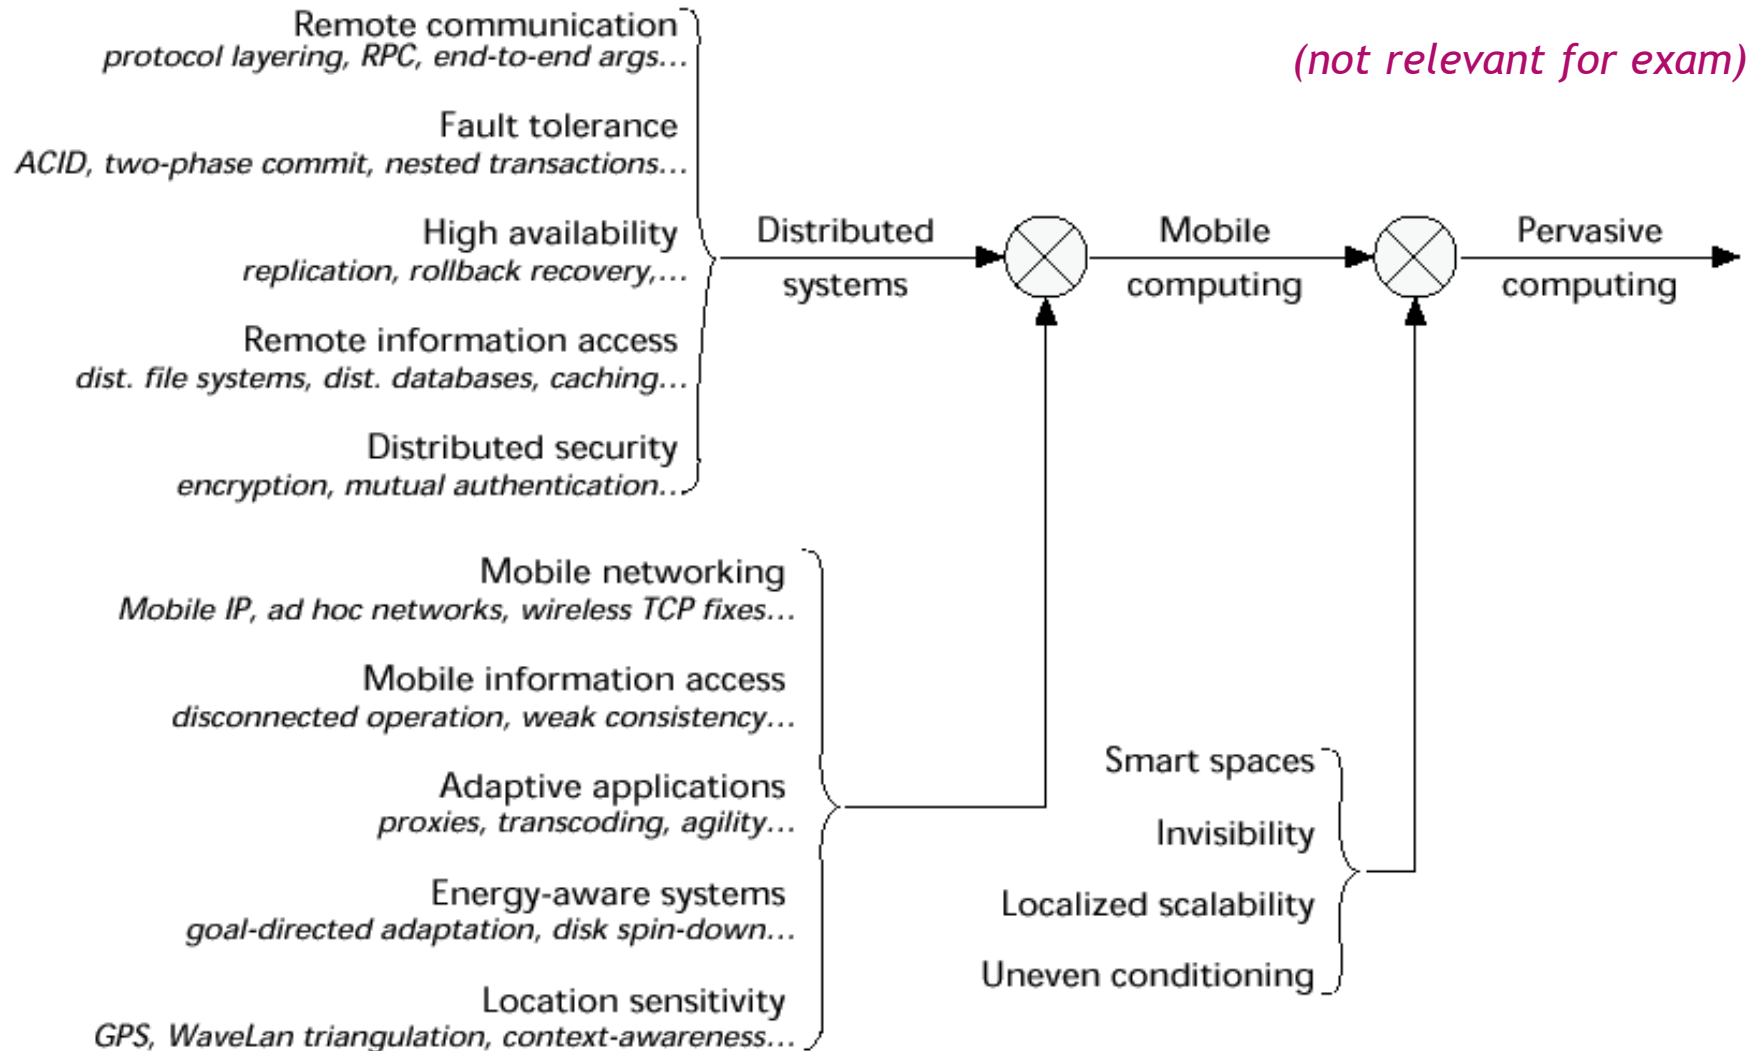 Remote communication
protocol layering, RPC, end-to-end args...
(not relevant for exam)
Fault tolerance
ACID, two-phase commit, nested transactions...
High availability
replication, rollback recovery,...
Remote information access
dist. file systems, dist. databases, caching...
Distributed security
encryption, mutual authentication...
Distributed
systems
Mobile
computing
Pervasive
computing
Mobile networking
Mobile IP, ad hoc networks, wireless TCP fixes...
Mobile information access
disconnected operation, weak consistency...
Adaptive applications
proxies, transcoding, agility...
Energy-aware systems
goal-directed adaptation, disk spin-down...
Location sensitivity
GPS, WaveLan triangulation, context-awareness...
Smart spaces
Invisibility
Localized scalability
Uneven conditioning